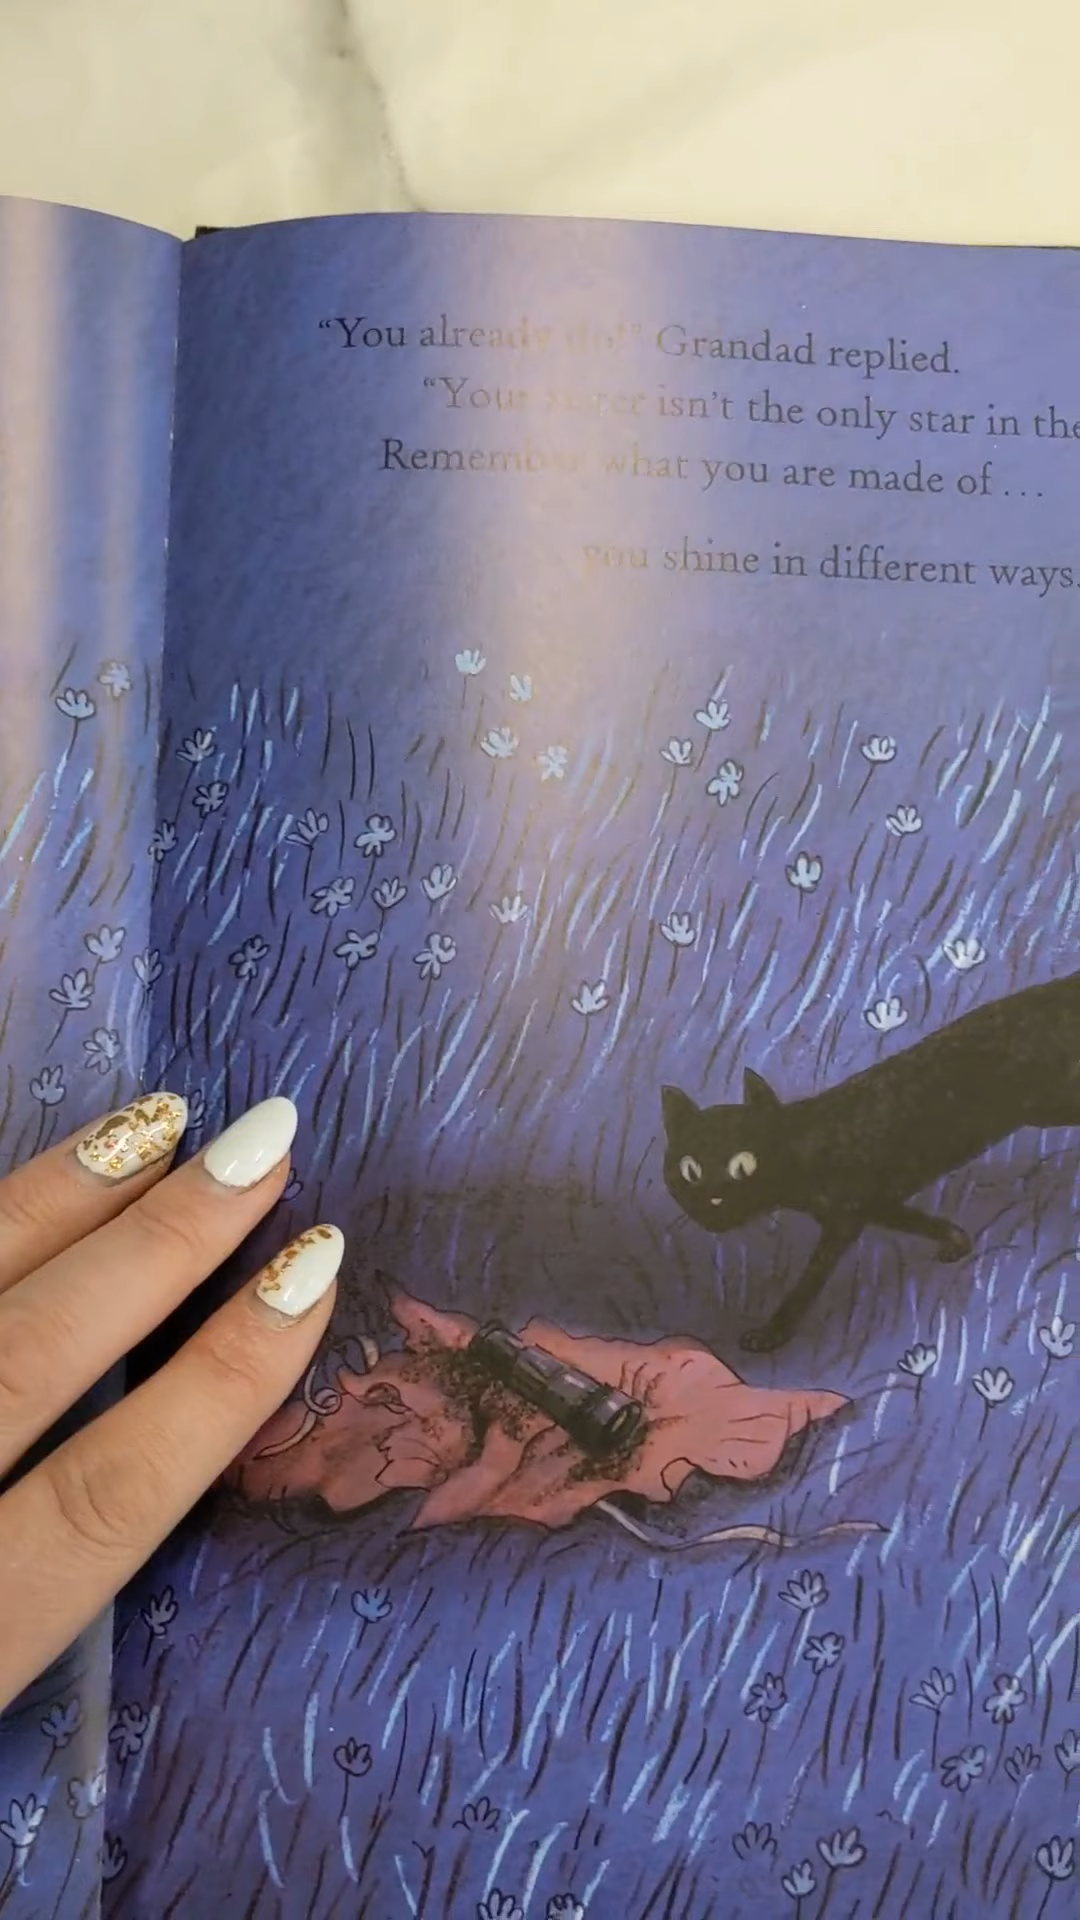 “You already do!” Grandad replied.
“Your sister isn’t the only star in the
Remember what you are made of ...
you shine in different ways.